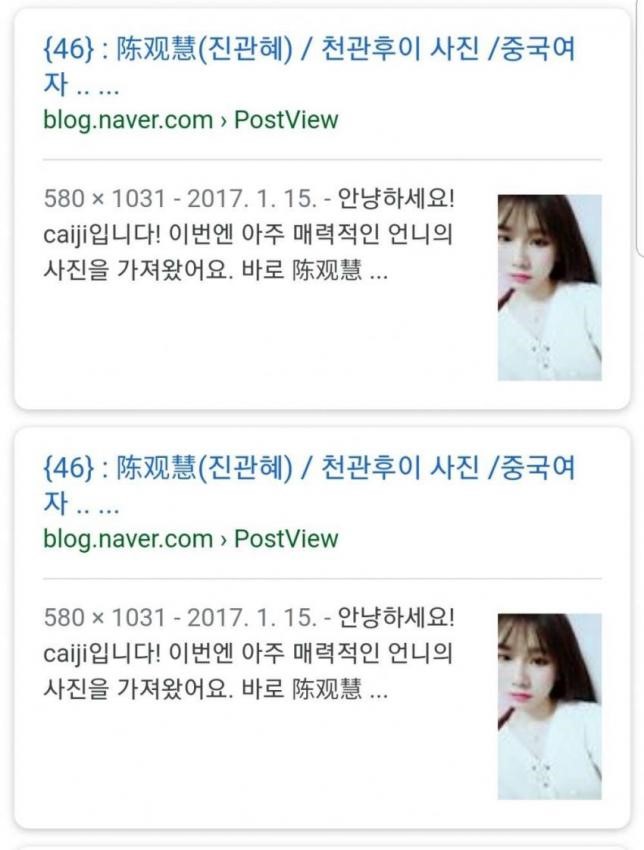 {46} : 陈观慧(진관혜) / 천관후이 사진 /중국여
자 .. ...
blog.naver.com › PostView
580 × 1031 - 2017. 1. 15. - 안냥하세요!
caiji입니다! 이번엔 아주 매력적인 언니의
사진을 가져왔어요. 바로 陈观慧 ...
{46} : 陈观慧(진관혜) / 천관후이 사진 /중국여
자 .. ...
blog.naver.com › PostView
580 × 1031 - 2017. 1. 15. - 안냥하세요!
caiji입니다! 이번엔 아주 매력적인 언니의
사진을 가져왔어요. 바로 陈观慧 ...